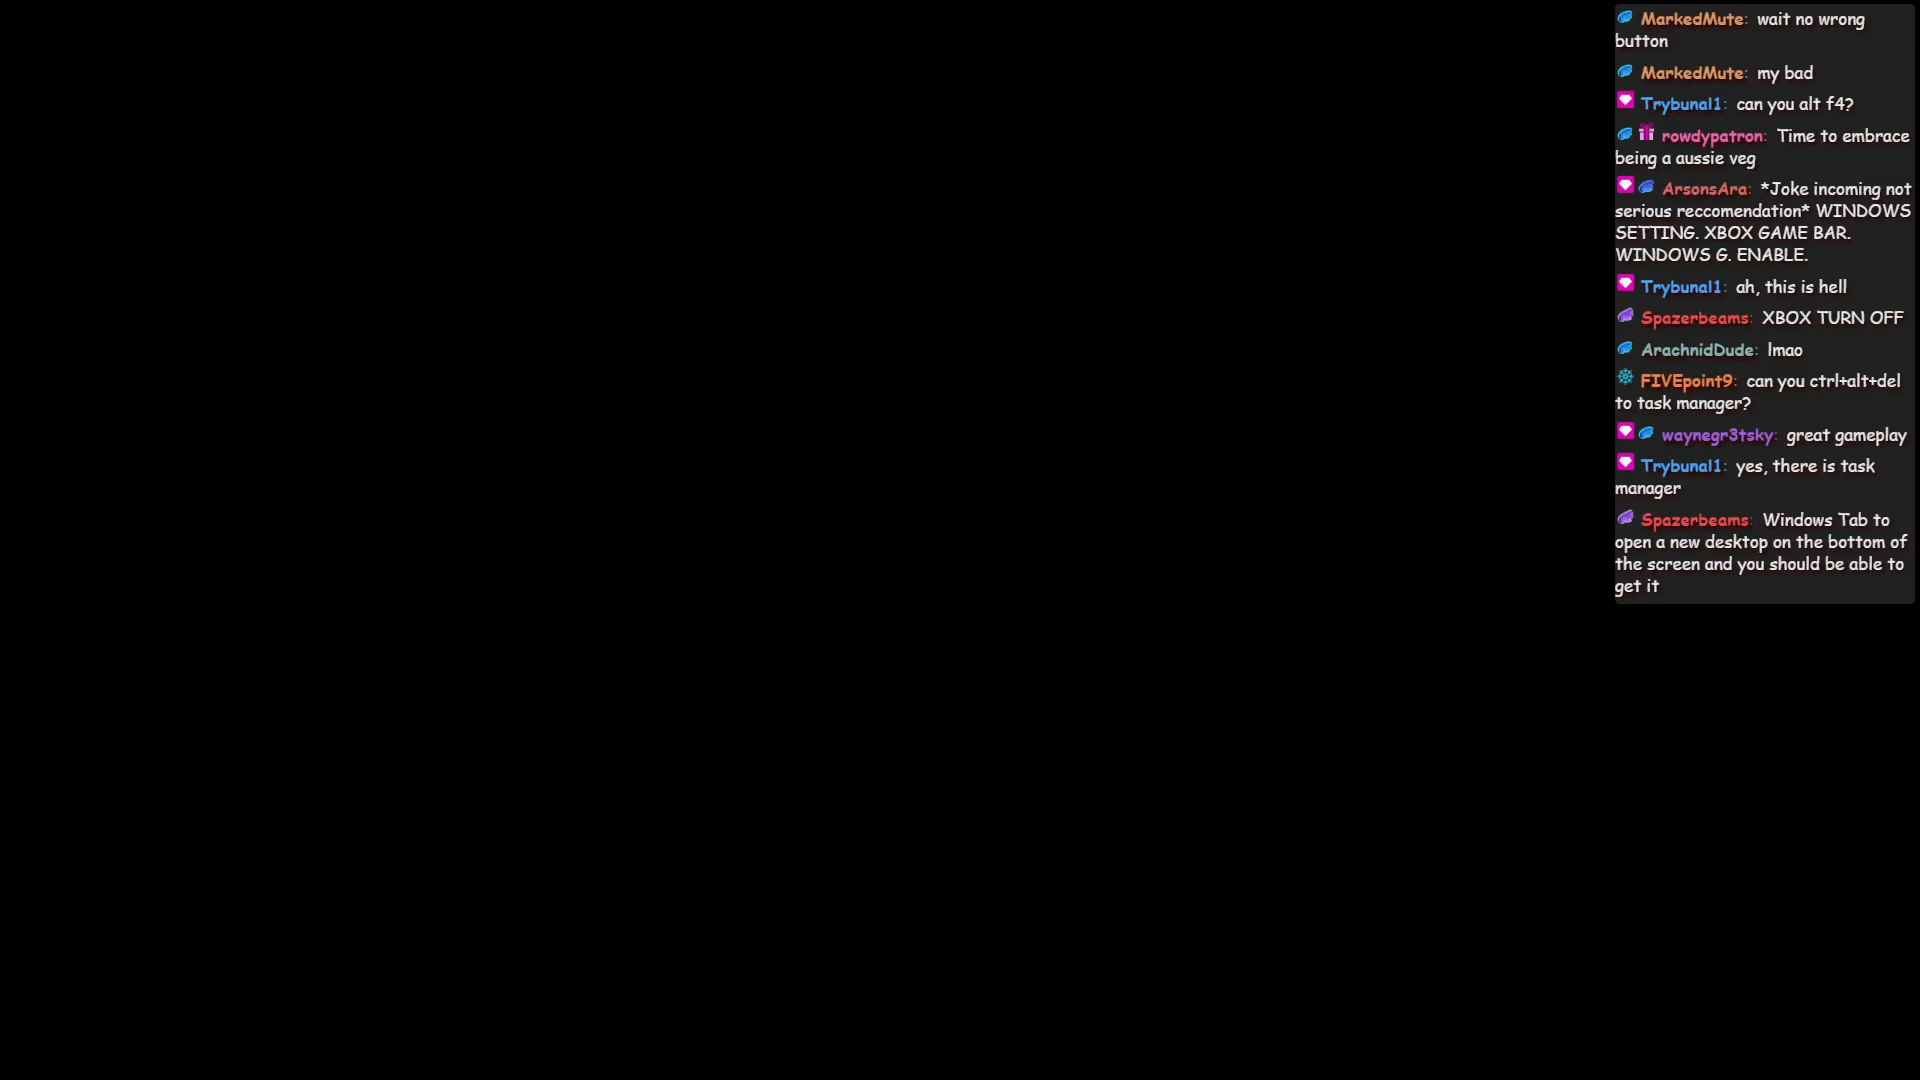 MarkedMute: wait no wrong
button
MarkedMute: my bad
Trybunal1: can you alt f4?
rowdypatron: Time to embrace
being a aussie veg
ArsonsAra: *Joke incoming not
serious reccomendation* WINDOWS
SETTING. XBOX GAME BAR.
WINDOWS G. ENABLE.
Trybunal1: ah, this is hell
Spazerbeams: XBOX TURN OFF
ArachnidDude: lmao
FIVEpoint9: can you ctrl+alt+del
to task manager?
waynegr3tsky: great gameplay
Trybunal1: yes, there is task
manager
Spazerbeams: Windows Tab to
open a new desktop on the bottom of
the screen and you should be able to
get it